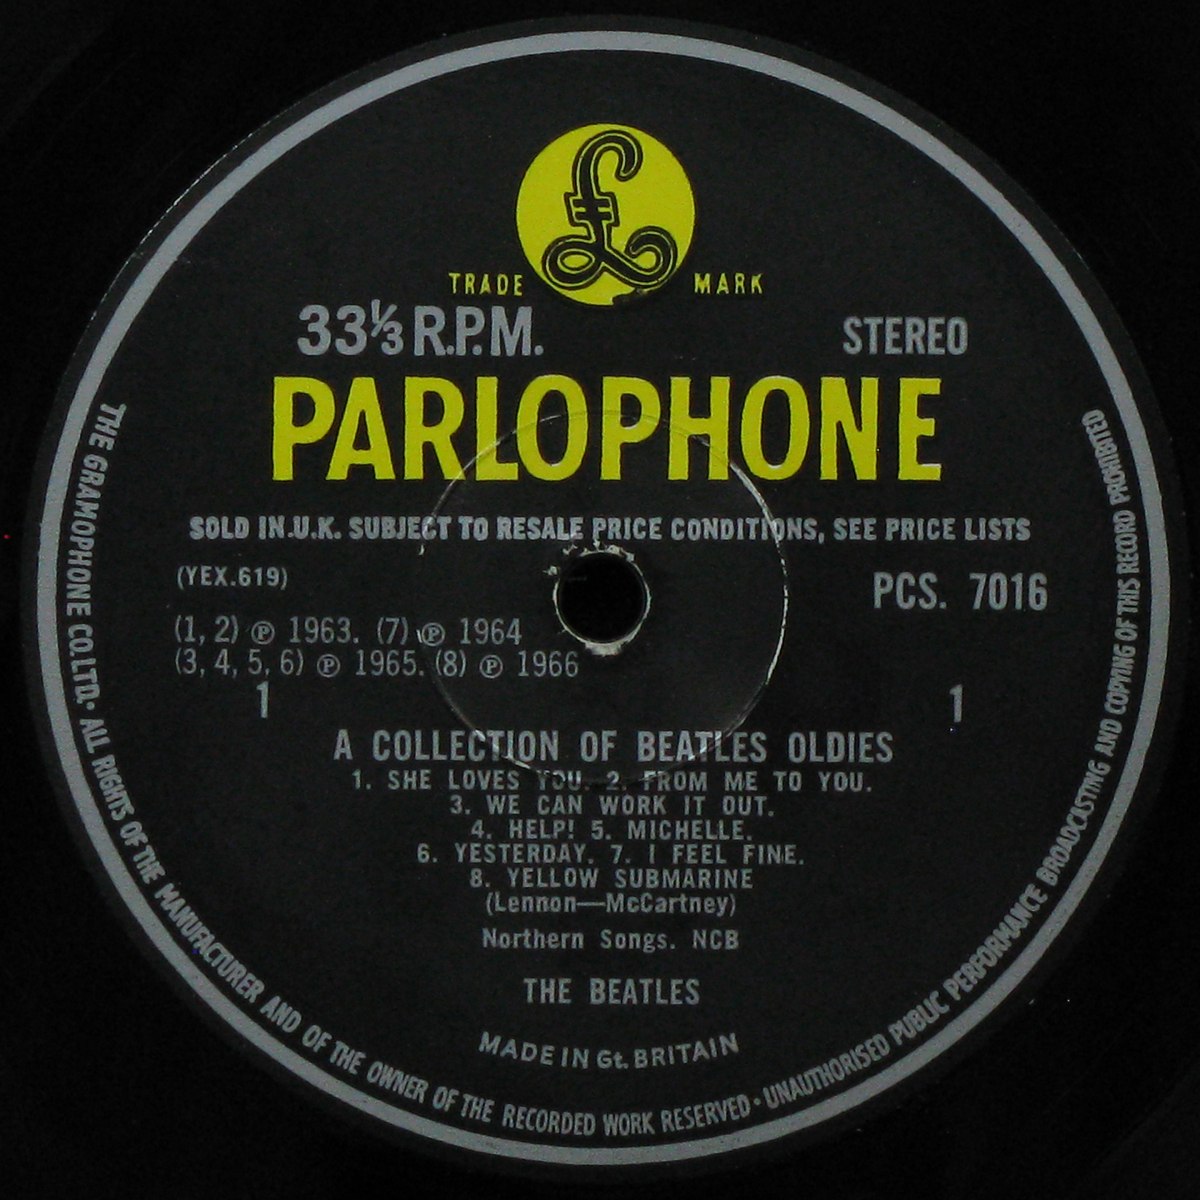 £
TRADE MARK
33⅓ R.P.M. STEREO
PARLOPHONE
SOLD IN.U.K. SUBJECT TO RESALE PRICE CONDITIONS, SEE PRICE LISTS
(YEX.619) PCS. 7016
(1, 2) ℗ 1963. (7) ℗ 1964
(3, 4, 5, 6) ℗ 1965. (8) ℗ 1966
1 1
A COLLECTION OF BEATLES OLDIES
1. SHE LOVES YOU. 2. FROM ME TO YOU.
3. WE CAN WORK IT OUT.
4. HELP! 5. MICHELLE.
6. YESTERDAY. 7. I FEEL FINE.
8. YELLOW SUBMARINE
(Lennon—McCartney)
Northern Songs. NCB
THE BEATLES
MADE IN Gt. BRITAIN
THE GRAMOPHONE CO. LTD. · ALL RIGHTS OF THE MANUFACTURER AND OF THE OWNER OF THE RECORDED WORK RESERVED · UNAUTHORISED PUBLIC PERFORMANCE BROADCASTING AND COPYING OF THIS RECORD PROHIBITED